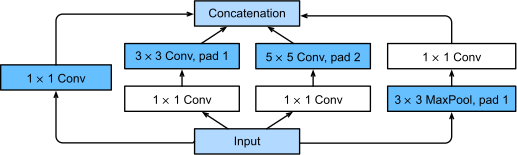 Concatenation
3 × 3 Conv, pad 1
5 × 5 Conv, pad 2
1 × 1 Conv
1 × 1 Conv
1 × 1 Conv
1 × 1 Conv
3 × 3 MaxPool, pad 1
Input